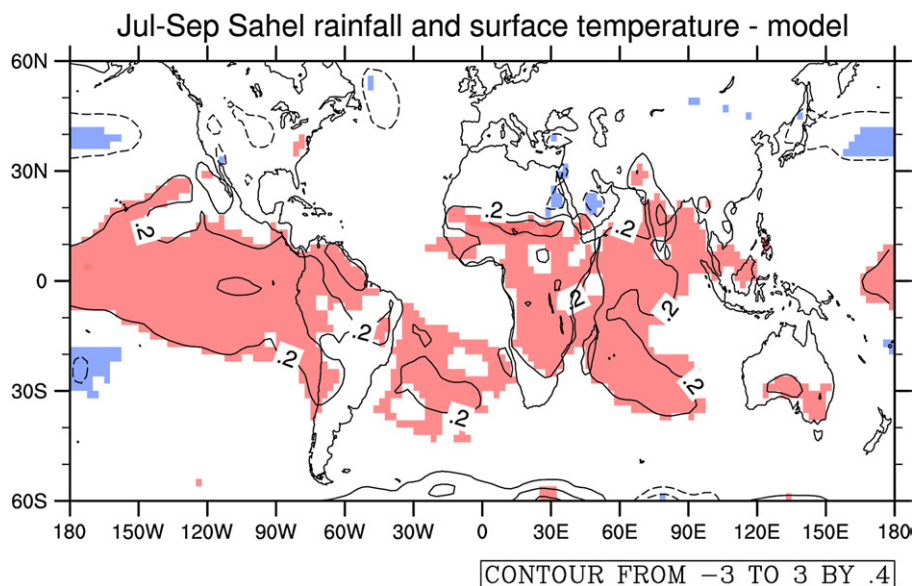 Jul-Sep Sahel rainfall and surface temperature - model
60N
30N
0
30S
60S
.2
.2
.2
.2
.2
.2
.2
.2
.2
.2
180 150W 120W 90W 60W 30W 0 30E 60E 90E 120E 150E 180
CONTOUR FROM -3 TO 3 BY .4